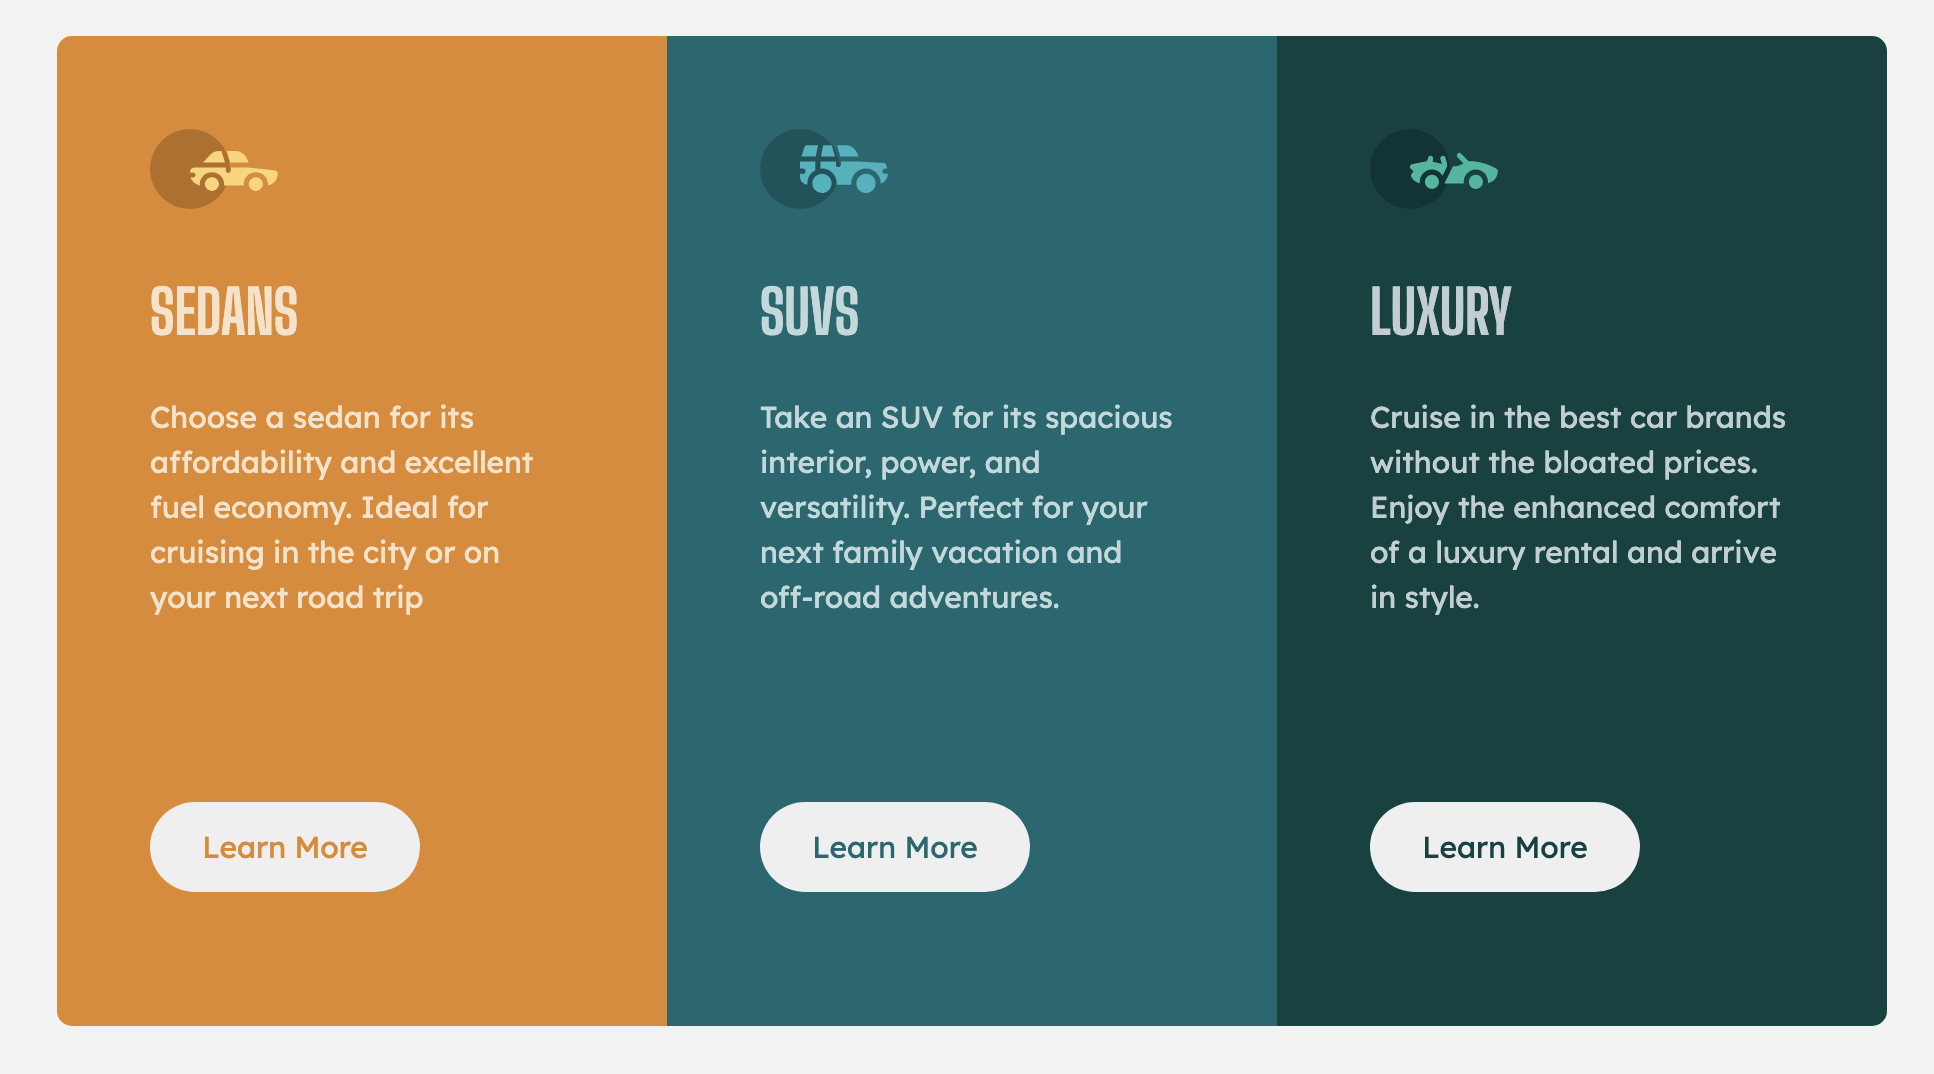 SEDANS
Choose a sedan for its
affordability and excellent
fuel economy. Ideal for
cruising in the city or on
your next road trip
Learn More
SUVS
Take an SUV for its spacious
interior, power, and
versatility. Perfect for your
next family vacation and
off-road adventures.
Learn More
LUXURY
Cruise in the best car brands
without the bloated prices.
Enjoy the enhanced comfort
of a luxury rental and arrive
in style.
Learn More